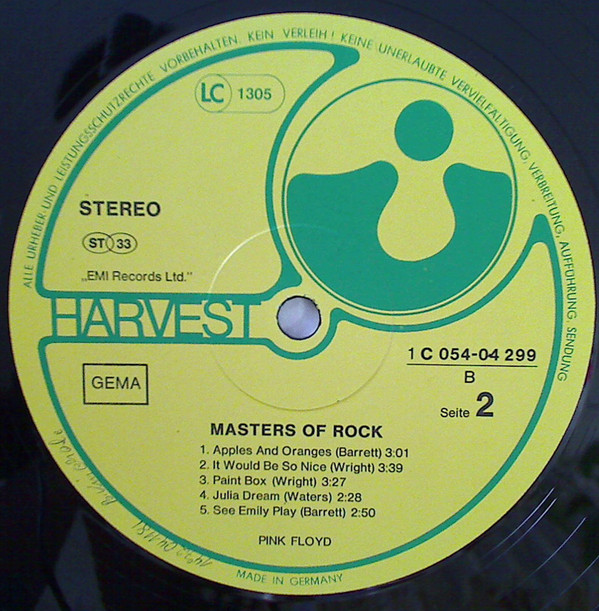 ALLE URHEBER-UND LEISTUNGSSCHUTZRECHTE VORBEHALTEN. KEIN VERLEIH! KEINE UNERLAUBTE VERVIELFÄLTIGUNG, VERBREITUNG, AUFFÜHRUNG, SENDUNG
LC 1305
STEREO
ST 33
„EMI Records Ltd."
HARVEST
1 C 054-04 299
B
GEMA
Seite 2
MASTERS OF ROCK
1. Apples And Oranges (Barrett) 3:01
2. It Would Be So Nice (Wright) 3:39
3. Paint Box (Wright) 3:27
4. Julia Dream (Waters) 2:28
5. See Emily Play (Barrett) 2:50
PINK FLOYD
MADE IN GERMANY